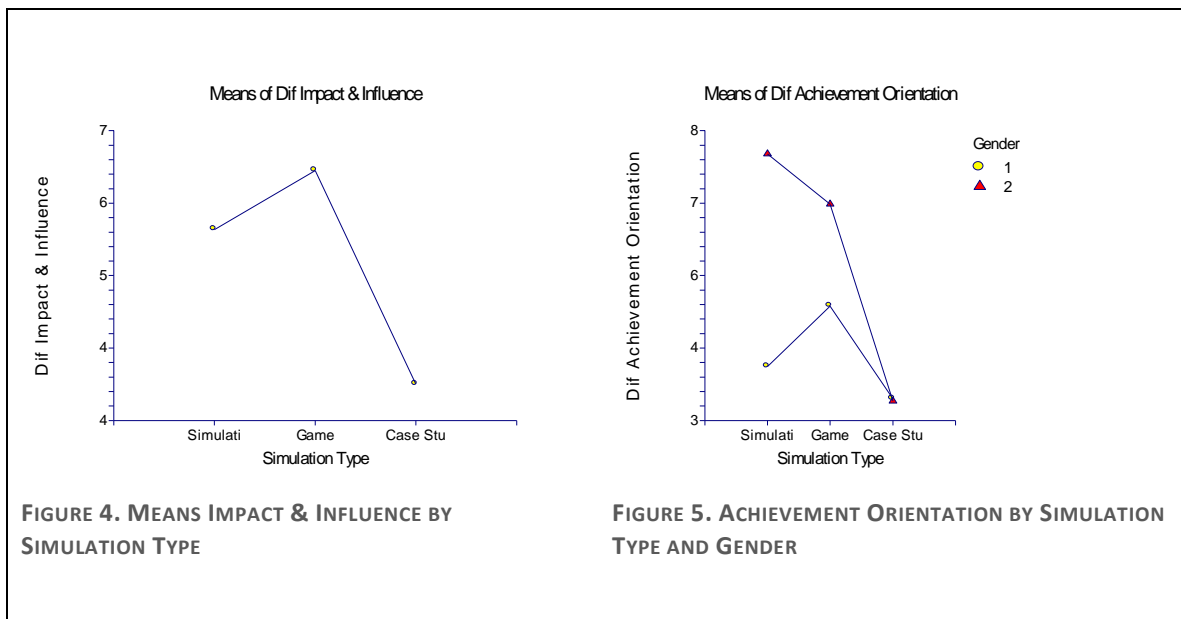 Means of Dif Impact & Influence
7
6
5
4
4
Dif Impact & Influence
Simulati Game Case Stu
Simulation Type
FIGURE 4. MEANS IMPACT & INFLUENCE BY
SIMULATION TYPE
Means of Dif Achievement Orientation
8
7
6
4
3
Dif Achievement Orientation
Simulati Game Case Stu
Simulation Type
Gender
1
2
FIGURE 5. ACHIEVEMENT ORIENTATION BY SIMULATION
TYPE AND GENDER